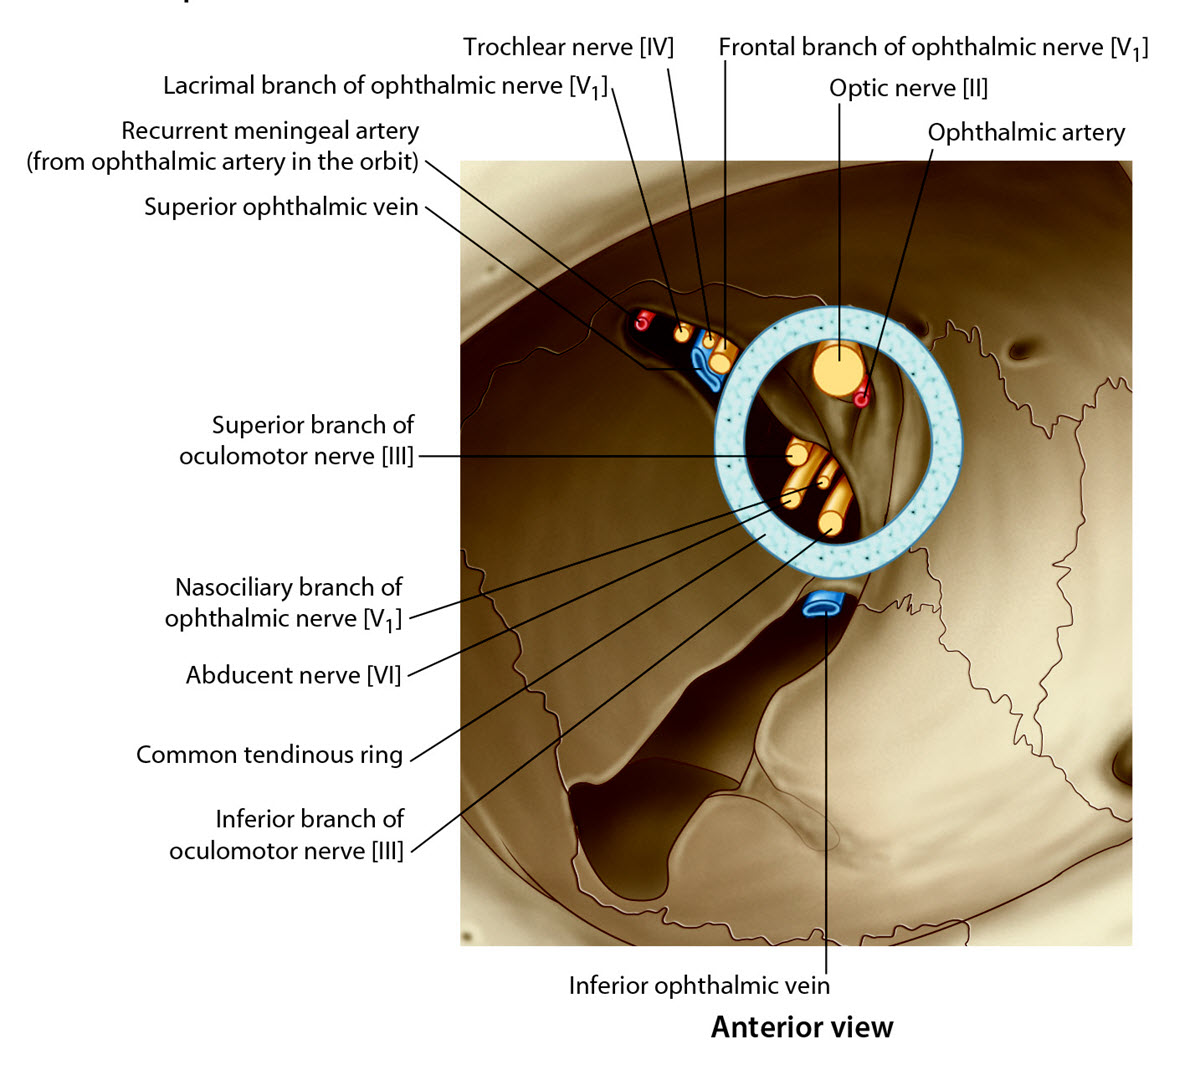 Trochlear nerve [IV]
Frontal branch of ophthalmic nerve [V1]
Lacrimal branch of ophthalmic nerve [V1]
Optic nerve [II]
Recurrent meningeal artery
(from ophthalmic artery in the orbit)
Ophthalmic artery
Superior ophthalmic vein
Superior branch of
oculomotor nerve [III]
Nasociliary branch of
ophthalmic nerve [V1]
Abducent nerve [VI]
Common tendinous ring
Inferior branch of
oculomotor nerve [III]
Inferior ophthalmic vein
Anterior view